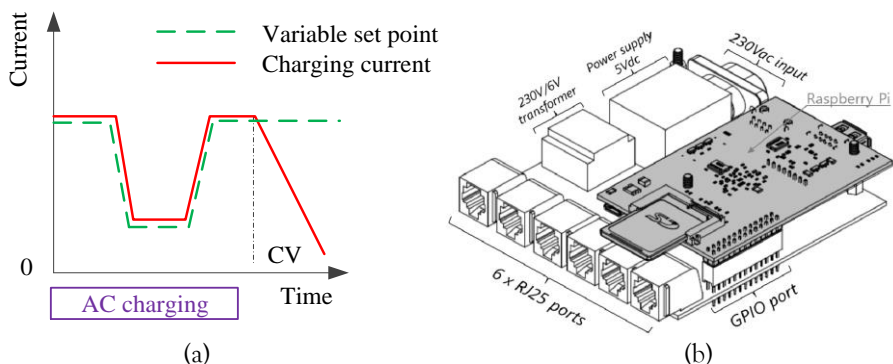 Current
Variable set point
Charging current
0
CV
Time
AC charging
(a)
230V/6V
transformer
Power supply
5Vdc
230Vac input
Raspberry Pi
6 x RJ25 ports
GPIO port
(b)